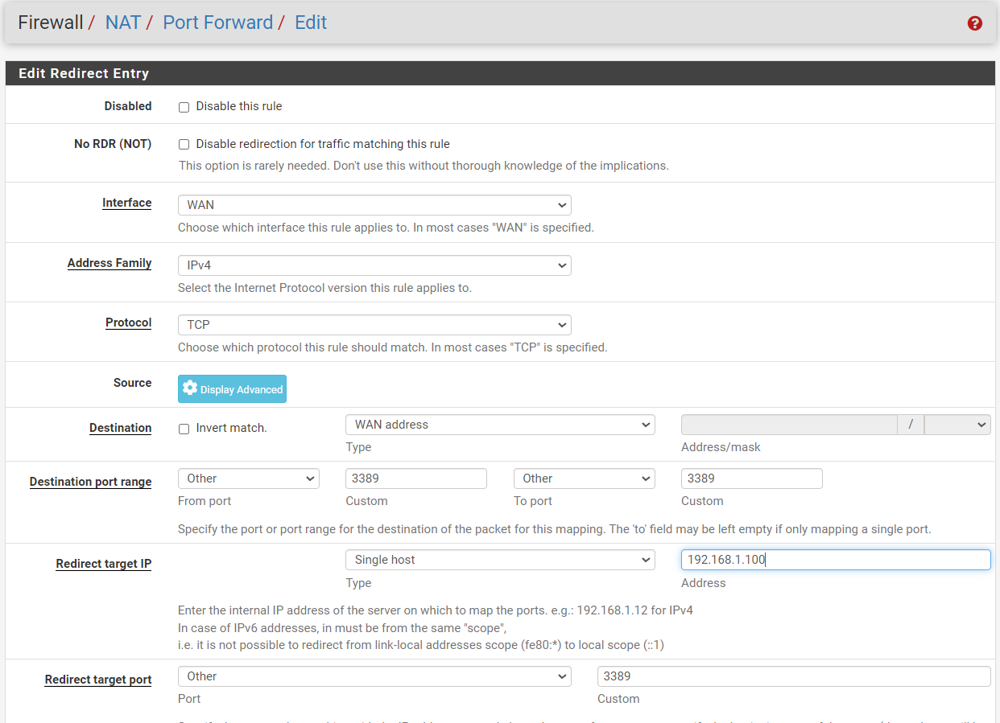 Firewall / NAT / Port Forward / Edit
Edit Redirect Entry
Disabled Disable this rule
No RDR (NOT) Disable redirection for traffic matching this rule
This option is rarely needed. Don't use this without thorough knowledge of the implications.
Interface WAN
Choose which interface this rule applies to. In most cases "WAN" is specified.
Address Family IPv4
Select the Internet Protocol version this rule applies to.
Protocol TCP
Choose which protocol this rule should match. In most cases "TCP" is specified.
Source Display Advanced
Destination Invert match. WAN address /
Type Address/mask
Destination port range Other 3389 Other 3389
From port Custom To port Custom
Specify the port or port range for the destination of the packet for this mapping. The 'to' field may be left empty if only mapping a single port.
Redirect target IP Single host 192.168.1.100
Type Address
Enter the internal IP address of the server on which to map the ports. e.g.: 192.168.1.12 for IPv4
In case of IPv6 addresses, in must be from the same "scope",
i.e. it is not possible to redirect from link-local addresses scope (fe80:*) to local scope (::1)
Redirect target port Other 3389
Port Custom